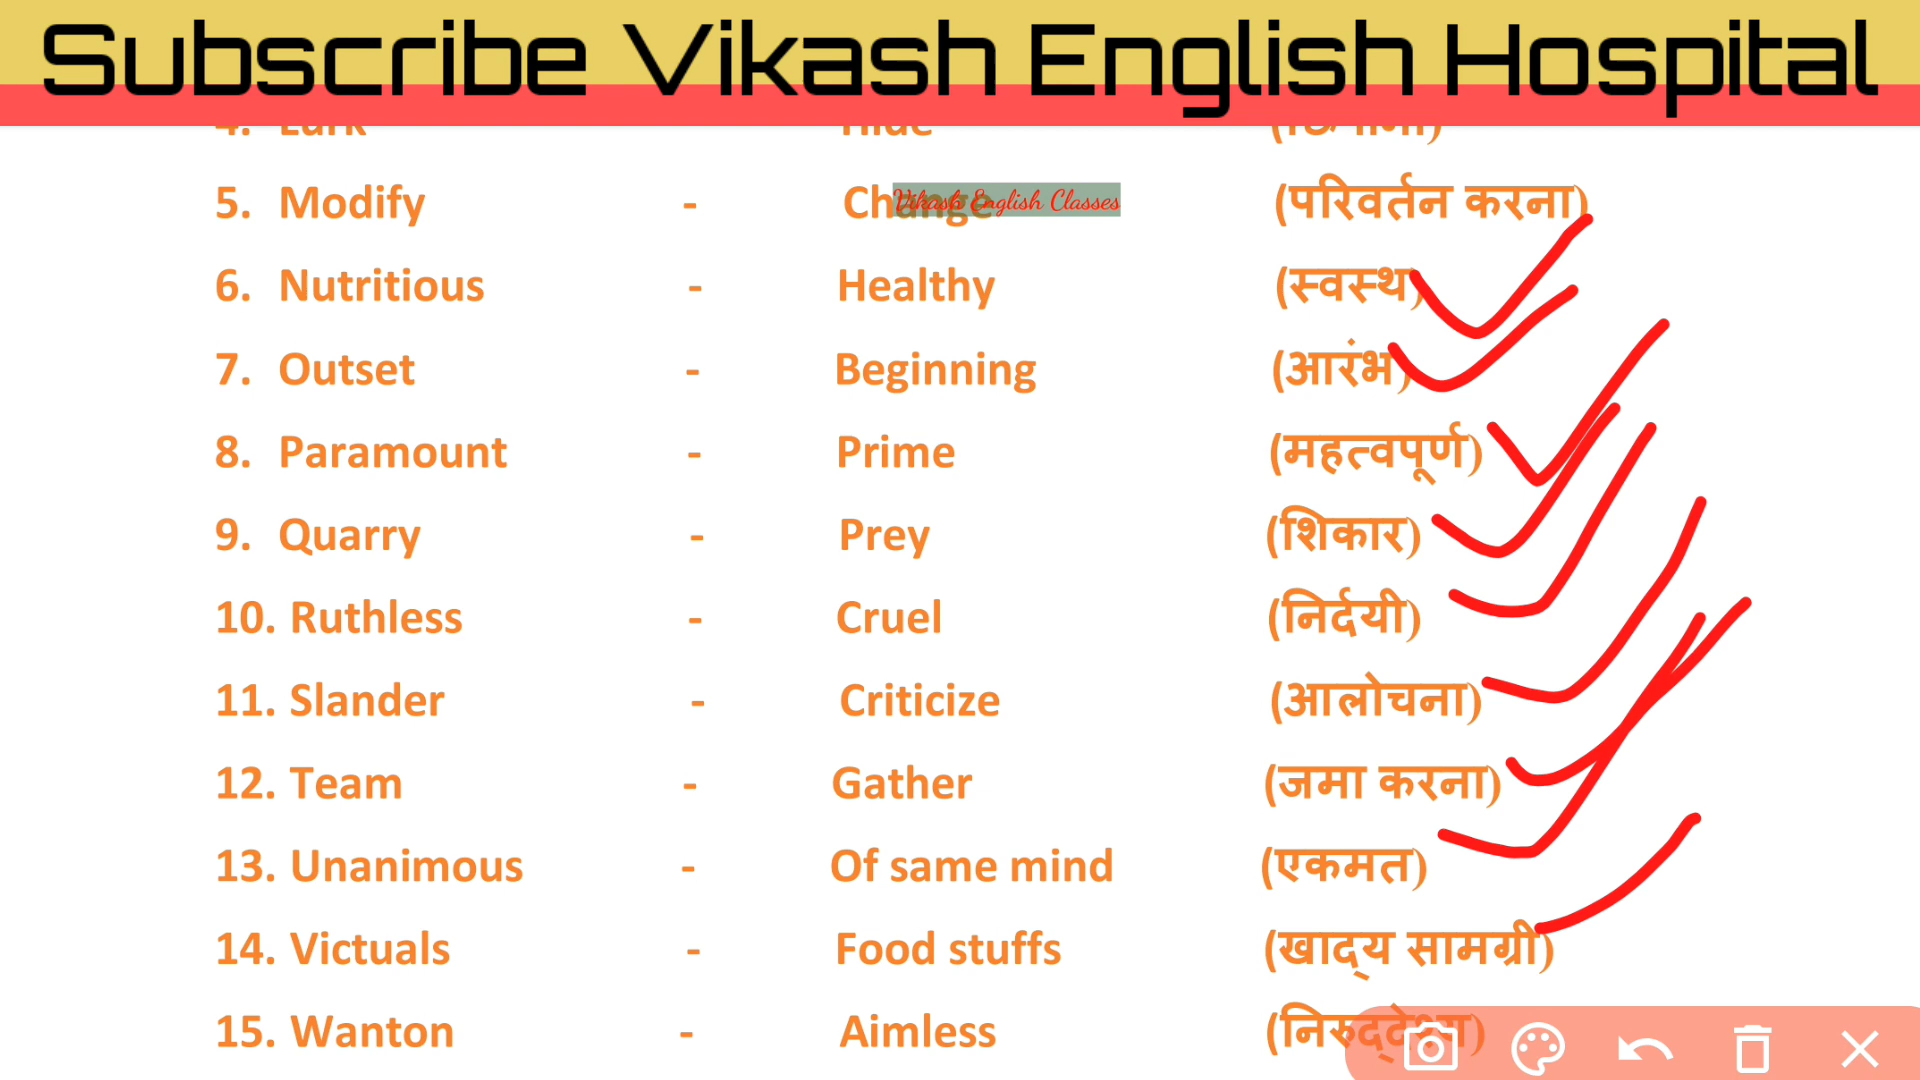 Subscribe Vikash English Hospital
4. Lurk Hide
5. Modify - Change (परिवर्तन करना)
Vikash English Classes
6. Nutritious - Healthy (स्वस्थ)
7. Outset - Beginning (आरंभ)
8. Paramount - Prime (महत्वपूर्ण)
9. Quarry - Prey (शिकार)
10. Ruthless - Cruel (निर्दयी)
11. Slander - Criticize (आलोचना)
12. Team - Gather (जमा करना)
13. Unanimous - Of same mind (एकमत)
14. Victuals - Food stuffs (खाद्य सामग्री)
15. Wanton - Aimless (निरुद्देश्य)